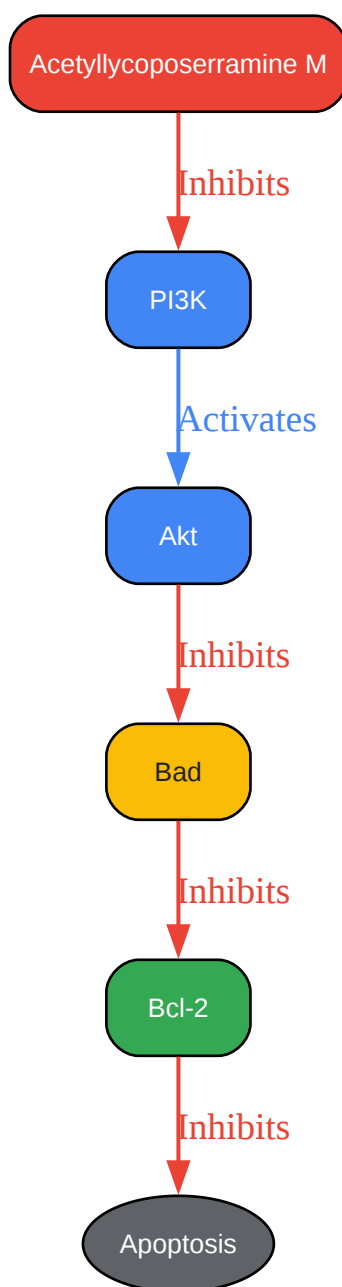 Acetyllycoposerramine M
Inhibits
PI3K
Activates
Akt
Inhibits
Bad
Inhibits
Bcl-2
Inhibits
Apoptosis